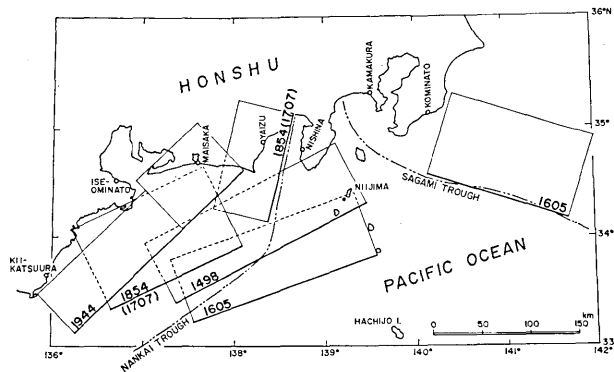 36°N
HONSHU
KAMAKURA
KOMINATO
YAIZU
1854 (1707)
NISHINA
MAISAKA
35°
ISE-
OMINATO
SAGAMI TROUGH
1605
NIIJIMA
34°
KII-
KATSUURA
PACIFIC OCEAN
1944
1854
(1707)
1498
1605
NANKAI TROUGH
HACHIJO I.
km
0 50 100 150
33
136° 138° 139° 140° 141° 142°